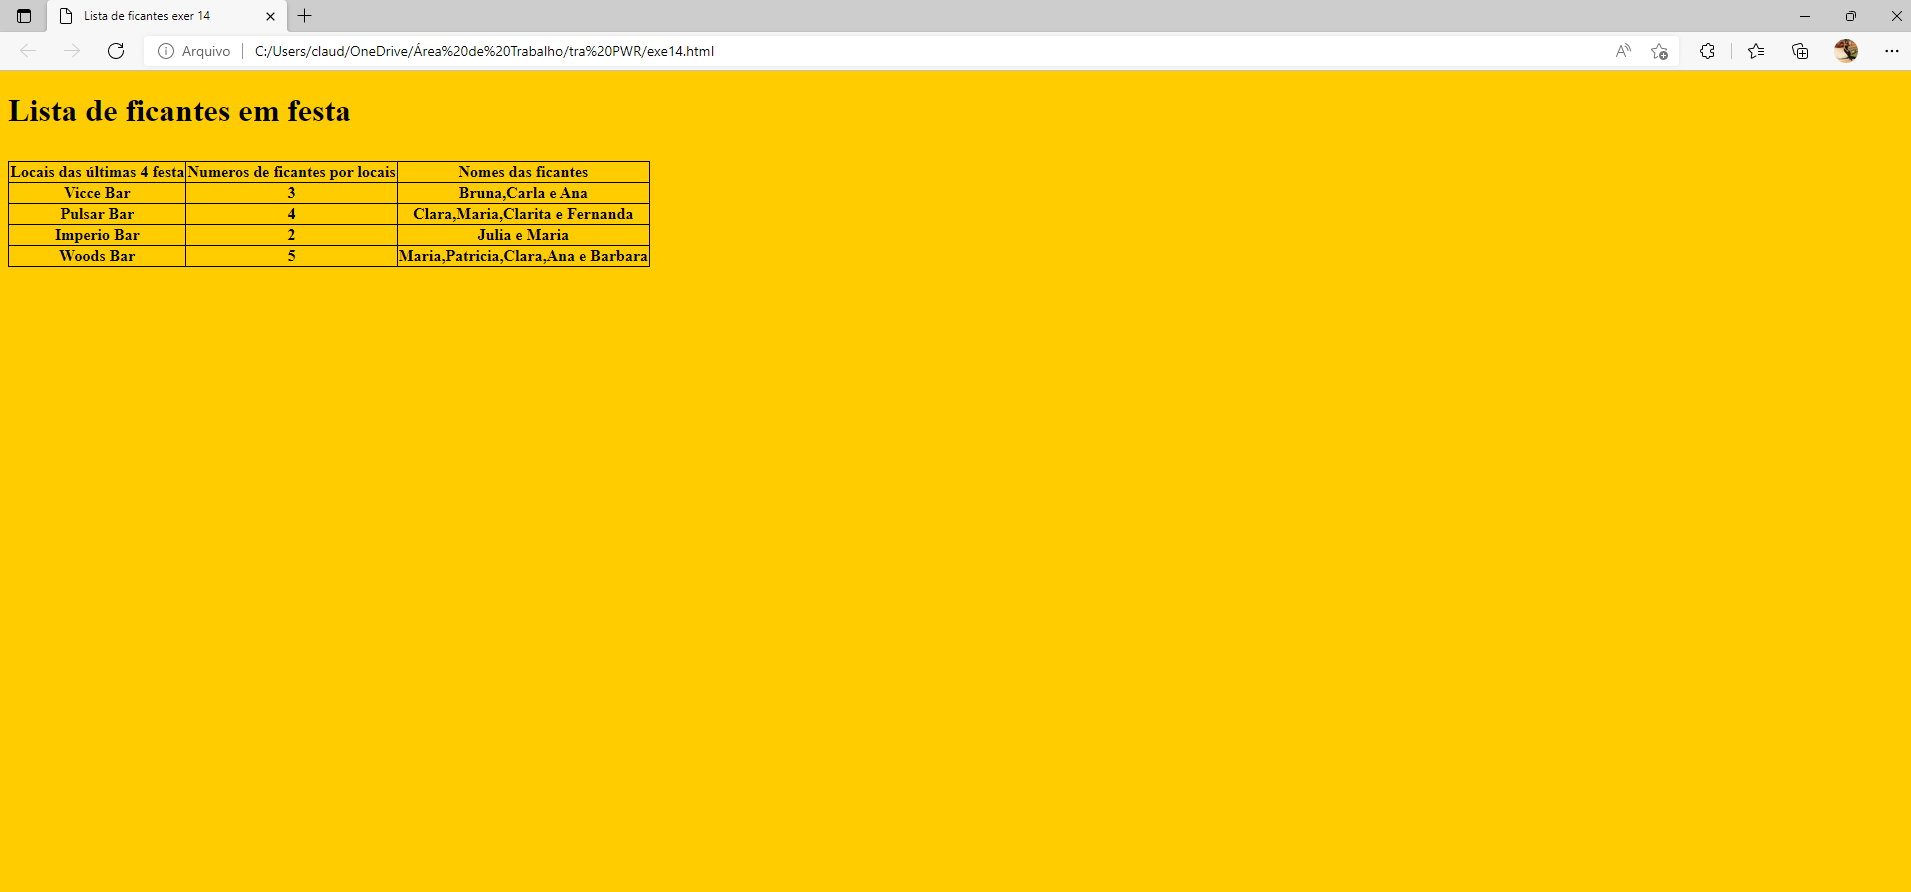 Lista de ficantes exer 14
Arquivo C:/Users/claud/OneDrive/Área%20de%20Trabalho/tra%20PWR/exe14.html
Lista de ficantes em festa
Locais das últimas 4 festa Numeros de ficantes por locais Nomes das ficantes
Vicce Bar 3 Bruna,Carla e Ana
Pulsar Bar 4 Clara,Maria,Clarita e Fernanda
Imperio Bar 2 Julia e Maria
Woods Bar 5 Maria,Patricia,Clara,Ana e Barbara